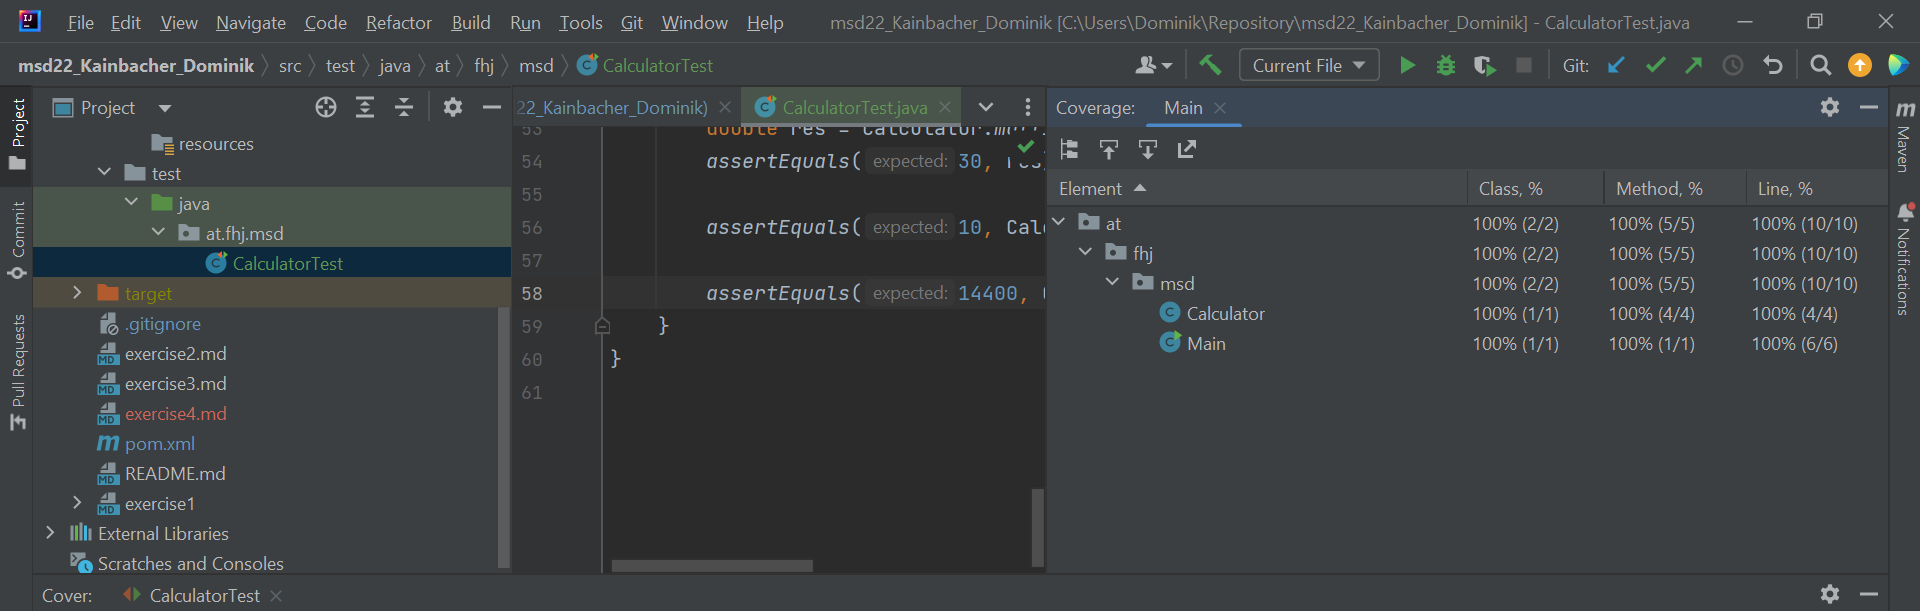 File Edit View Navigate Code Refactor Build Run Tools Git Window Help msd22_Kainbacher_Dominik [C:\Users\Dominik\Repository\msd22_Kainbacher_Dominik] - CalculatorTest.java
msd22_Kainbacher_Dominik src test java at fhj msd CalculatorTest Current File Git:
Project
Commit
Pull Requests
Project
resources
test
java
at.fhj.msd
CalculatorTest
target
.gitignore
exercise2.md
exercise3.md
exercise4.md
pom.xml
README.md
exercise1
External Libraries
Scratches and Consoles
22_Kainbacher_Dominik) CalculatorTest.java
53 double res =
54 assertEquals( expected: 30, res,
55
56 assertEquals( expected: 10, Calc
57
58 assertEquals( expected: 14400,
59 }
60 }
61
Coverage: Main
Element Class, % Method, % Line, %
at 100% (2/2) 100% (5/5) 100% (10/10)
fhj 100% (2/2) 100% (5/5) 100% (10/10)
msd 100% (2/2) 100% (5/5) 100% (10/10)
Calculator 100% (1/1) 100% (4/4) 100% (4/4)
Main 100% (1/1) 100% (1/1) 100% (6/6)
Maven
Notifications
Cover: CalculatorTest